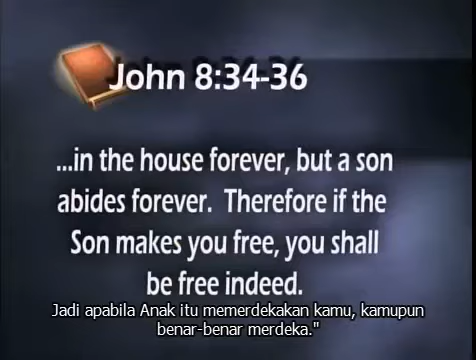 John 8:34-36
...in the house forever, but a son
abides forever. Therefore if the
Son makes you free, you shall
be free indeed.
Jadi apabila Anak itu memerdekakan kamu, kamupun
benar-benar merdeka."